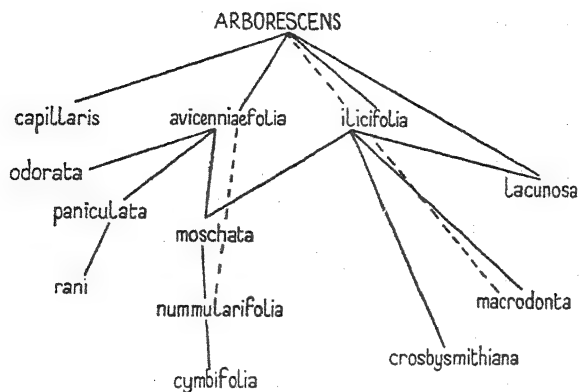 ARBORESCENS
capillaris
avicenniaefolia
ilicifolia
odorata
lacunosa
paniculata
moschata
rani
nummularifolia
macrodonta
crosbysmithiana
cymbifolia